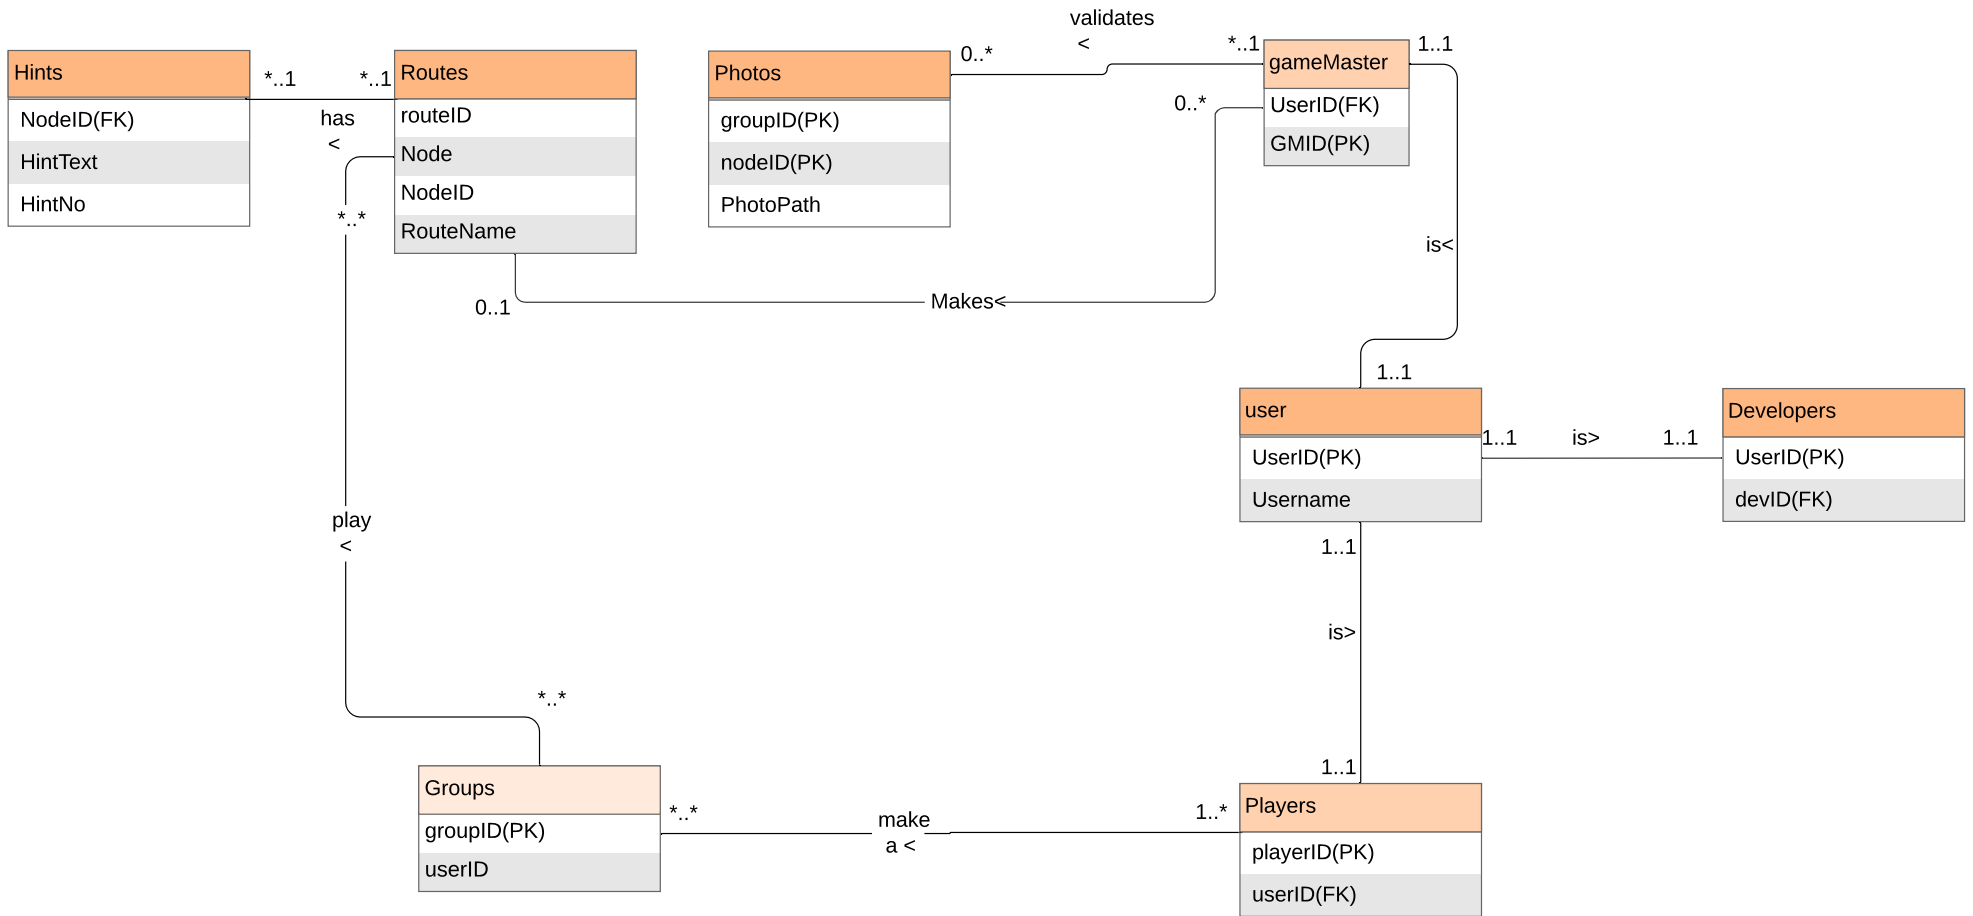 validates
<
0..*
*..1
1..1
Hints
*..1
*..1
Routes
Photos
gameMaster
NodeID(FK)
HintText
HintNo
has
<
routeID
Node
NodeID
RouteName
groupID(PK)
nodeID(PK)
PhotoPath
0..*
UserID(FK)
GMID(PK)
*..*
is<
0..1
Makes<
1..1
user
UserID(PK)
Username
1..1
is>
1..1
Developers
UserID(PK)
devID(FK)
play
<
1..1
is>
1..1
*..*
Groups
groupID(PK)
userID
*..*
make
a <
1..*
Players
playerID(PK)
userID(FK)